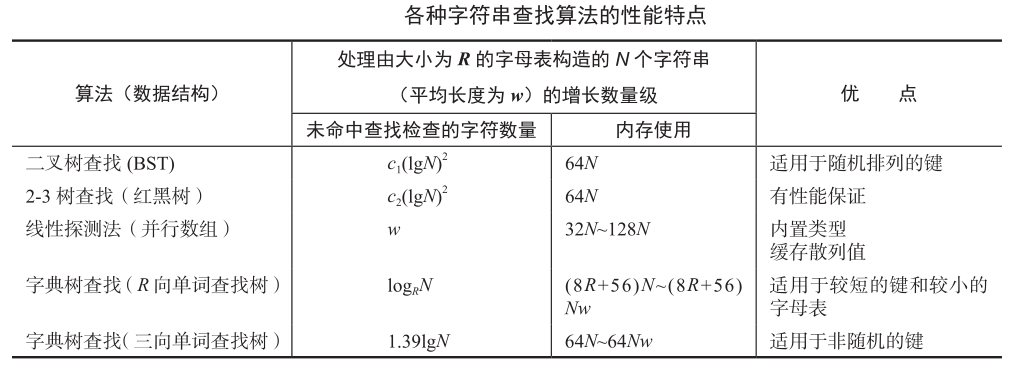 各种字符串查找算法的性能特点
算法（数据结构）
处理由大小为 R 的字母表构造的 N 个字符串
（平均长度为 w）的增长数量级
优 点
未命中查找检查的字符数量 内存使用
二叉树查找 (BST) c₁(lgN)² 64N 适用于随机排列的键
2-3 树查找（红黑树） c₂(lgN)² 64N 有性能保证
线性探测法（并行数组） w 32N~128N 内置类型
缓存散列值
字典树查找（R 向单词查找树） logRN (8R+56)N~(8R+56) 适用于较短的键和较小的
Nw 字母表
字典树查找（三向单词查找树） 1.39lgN 64N~64Nw 适用于非随机的键